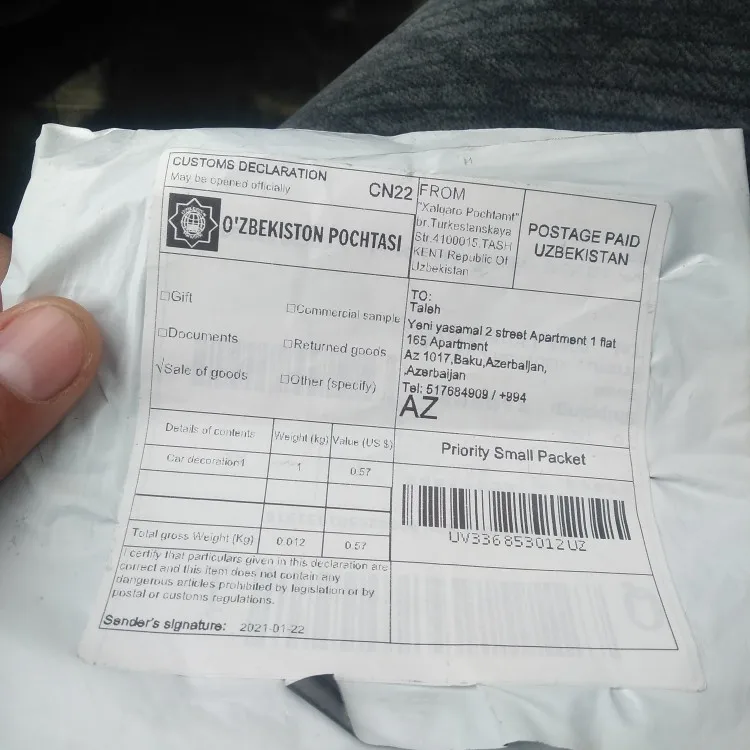 CUSTOMS DECLARATION
May be opened officially
CN22
O'ZBEKISTON POCHTASI
FROM
"Xalqaro Pochtamt"
br.Turkestanskaya
Str.4100015,TASH
KENT Republic Of
Uzbekistan
POSTAGE PAID
UZBEKISTAN
□Gift
□Commercial sample
□Documents
□Returned goods
√Sale of goods
□Other (specify)
TO:
Taleh
Yeni yasamal 2 street Apartment 1 flat
165 Apartment
Az 1017,Baku,Azerbaijan,
,Azerbaijan
Tel: 517684909 / +994
AZ
Details of contents Weight (kg) Value (US $)
Car decoration1 1 0.57
Total gross Weight (Kg) 0.012 0.57
Priority Small Packet
UV336853012UZ
I certify that particulars given in this declaration are
correct and this item does not contain any
dangerous articles prohibited by legislation or by
postal or customs regulations.
Sender's signature: 2021-01-22